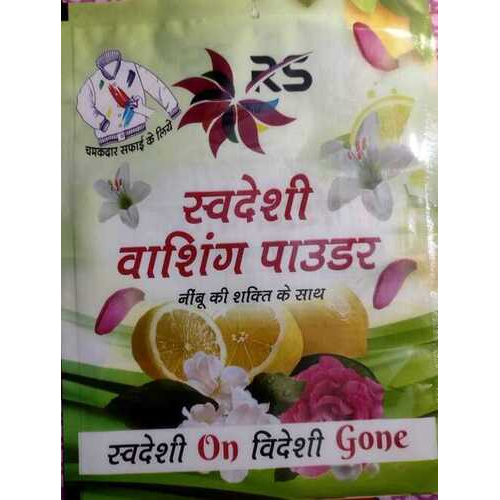 RS
चमकदार सफाई के लिये
स्वदेशी
वाशिंग पाउडर
नींबू की शक्ति के साथ
स्वदेशी On विदेशी Gone